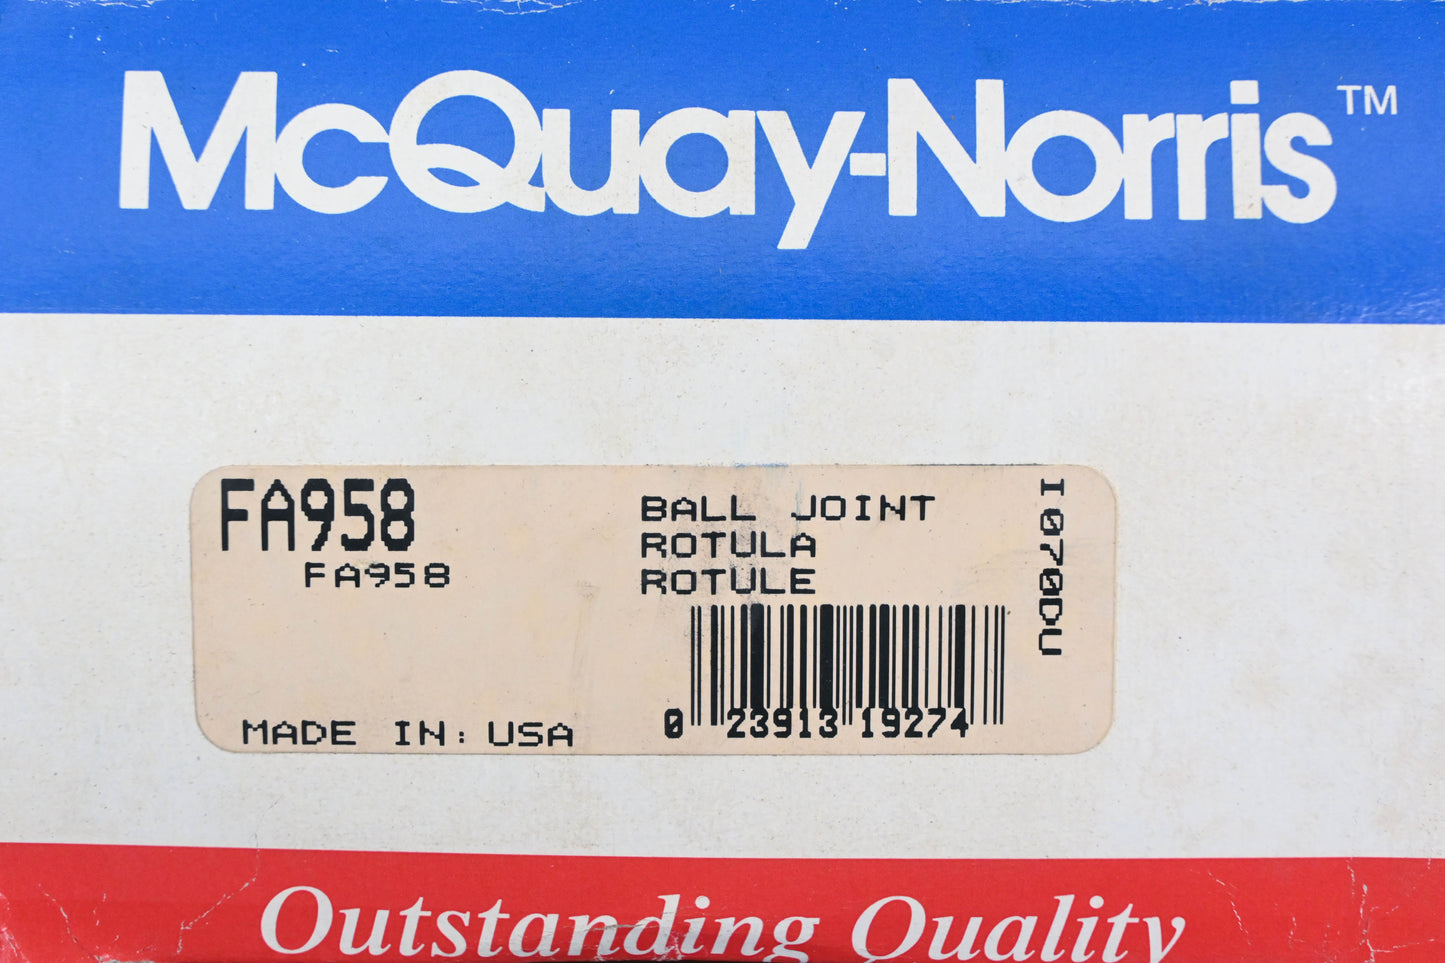 McQuay-Norris™
FA958
FA958
BALL JOINT
ROTULA
ROTULE
I070DU
MADE IN: USA
0 23913 19274
Outstanding Quality